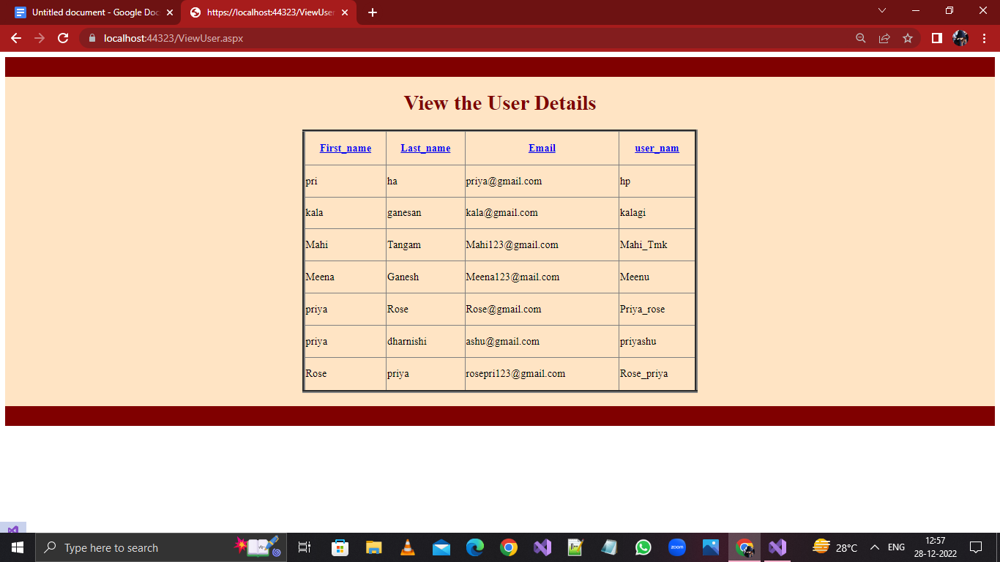 Untitled document - Google Doc
https://localhost:44323/ViewUser
localhost:44323/ViewUser.aspx
View the User Details
First_name Last_name Email user_nam
pri ha priya@gmail.com hp
kala ganesan kala@gmail.com kalagi
Mahi Tangam Mahi123@gmail.com Mahi_Tmk
Meena Ganesh Meena123@mail.com Meenu
priya Rose Rose@gmail.com Priya_rose
priya dharnishi ashu@gmail.com priyashu
Rose priya rosepri123@gmail.com Rose_priya
Type here to search
zoom
28°C
ENG
12:57
28-12-2022